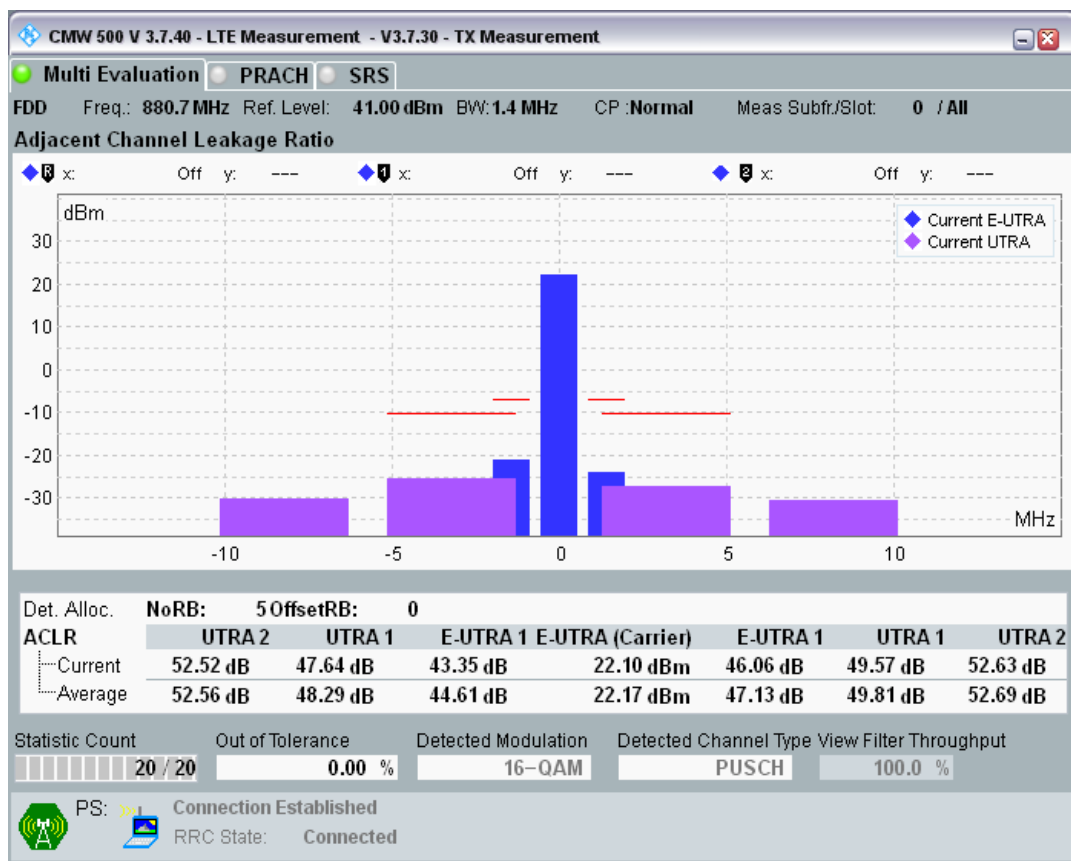 CMW 500 V 3.7.40 - LTE Measurement - V3.7.30 - TX Measurement
Multi Evaluation PRACH SRS
FDD Freq.: 880.7 MHz Ref. Level: 41.00 dBm BW: 1.4 MHz CP :Normal Meas Subfr./Slot: 0 / All
Adjacent Channel Leakage Ratio
R x: Off y: --- 1 x: Off y: --- 2 x: Off y: ---
dBm
Current E-UTRA
Current UTRA
30
20
10
0
-10
-20
-30
MHz
-10 -5 0 5 10
Det. Alloc. NoRB: 5 OffsetRB: 0
ACLR UTRA 2 UTRA 1 E-UTRA 1 E-UTRA (Carrier) E-UTRA 1 UTRA 1 UTRA 2
Current 52.52 dB 47.64 dB 43.35 dB 22.10 dBm 46.06 dB 49.57 dB 52.63 dB
Average 52.56 dB 48.29 dB 44.61 dB 22.17 dBm 47.13 dB 49.81 dB 52.69 dB
Statistic Count Out of Tolerance Detected Modulation Detected Channel Type View Filter Throughput
20 / 20 0.00 % 16-QAM PUSCH 100.0 %
PS: Connection Established
RRC State: Connected